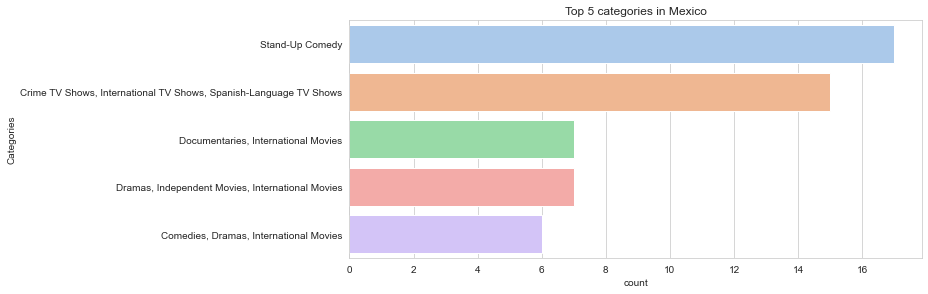 Top 5 categories in Mexico
Categories
Stand-Up Comedy
Crime TV Shows, International TV Shows, Spanish-Language TV Shows
Documentaries, International Movies
Dramas, Independent Movies, International Movies
Comedies, Dramas, International Movies
0 2 4 6 8 10 12 14 16
count